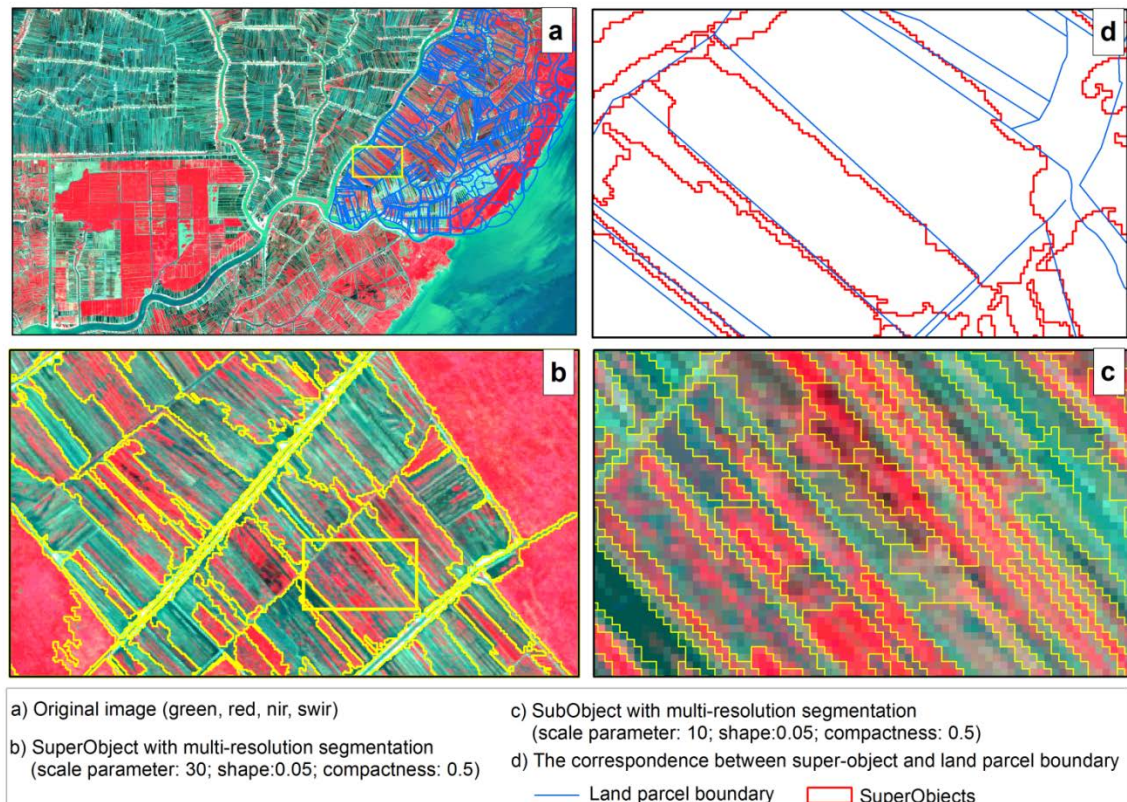 a
d
b
c
a) Original image (green, red, nir, swir)
b) SuperObject with multi-resolution segmentation
(scale parameter: 30; shape:0.05; compactness: 0.5)
c) SubObject with multi-resolution segmentation
(scale parameter: 10; shape:0.05; compactness: 0.5)
d) The correspondence between super-object and land parcel boundary
Land parcel boundary SuperObjects